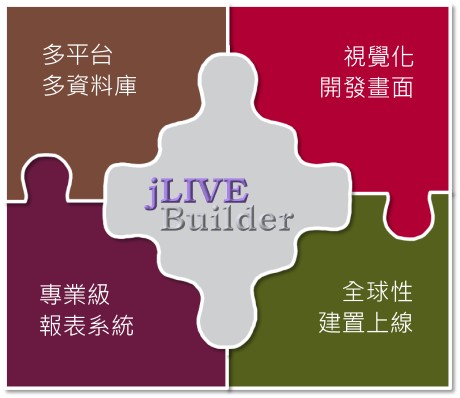 多平台
多資料庫
視覺化
開發畫面
jLIVE
Builder
專業級
報表系統
全球性
建置上線